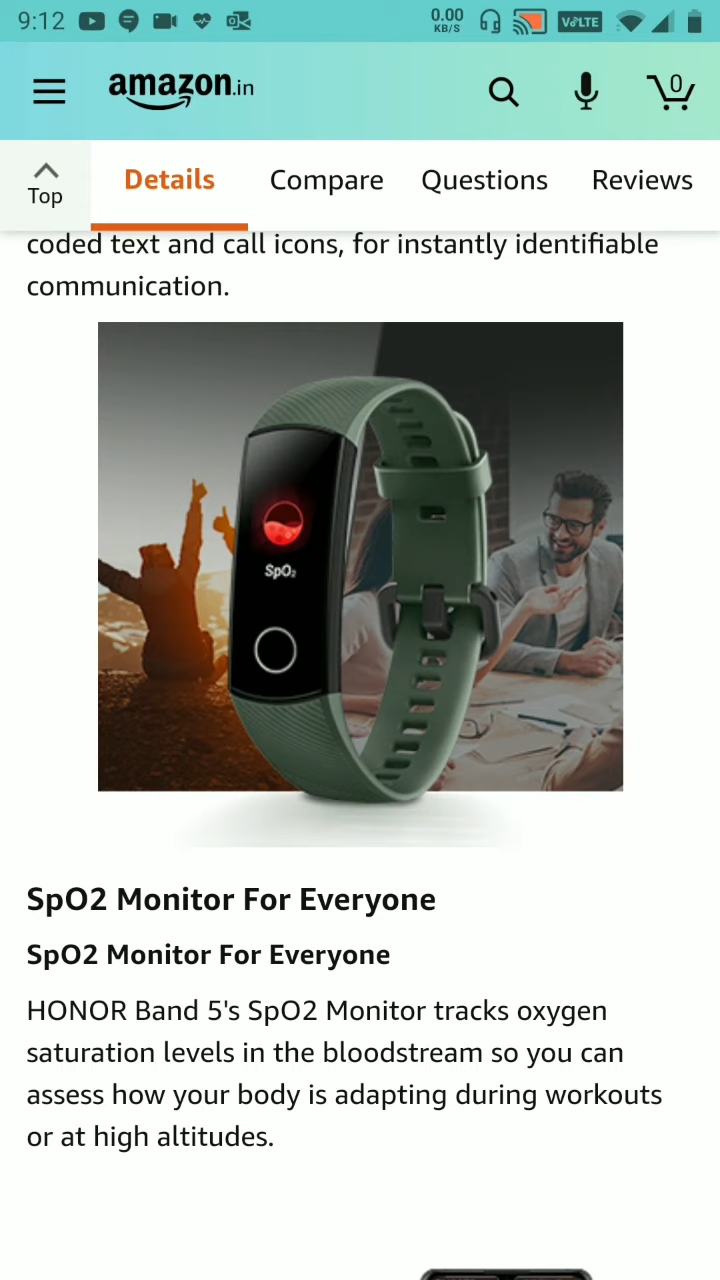 9:12
0.00
KB/S
VoLTE
amazon.in
0
Top
Details
Compare
Questions
Reviews
coded text and call icons, for instantly identifiable
communication.
SpO₂
SpO2 Monitor For Everyone
SpO2 Monitor For Everyone
HONOR Band 5's SpO2 Monitor tracks oxygen
saturation levels in the bloodstream so you can
assess how your body is adapting during workouts
or at high altitudes.